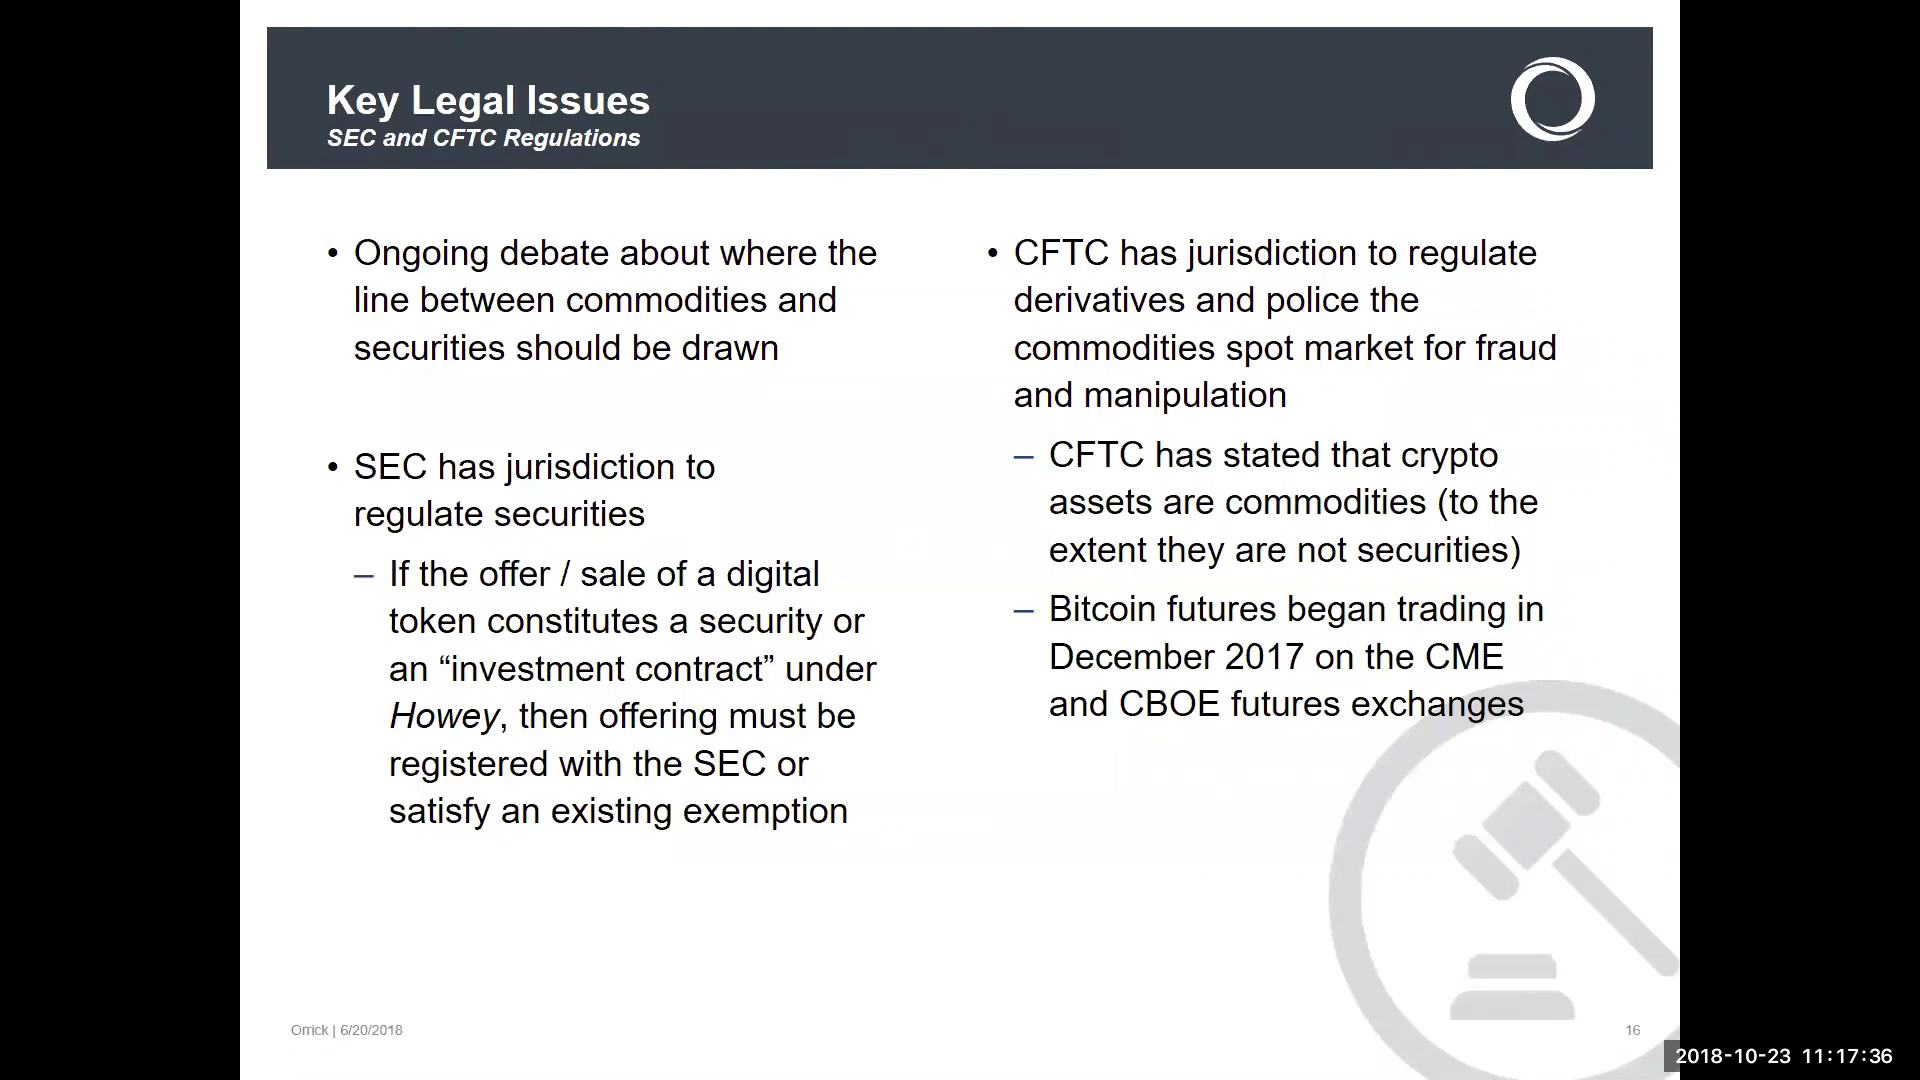 Key Legal Issues
SEC and CFTC Regulations
• Ongoing debate about where the
line between commodities and
securities should be drawn
• SEC has jurisdiction to
regulate securities
– If the offer / sale of a digital
token constitutes a security or
an “investment contract” under
Howey, then offering must be
registered with the SEC or
satisfy an existing exemption
• CFTC has jurisdiction to regulate
derivatives and police the
commodities spot market for fraud
and manipulation
– CFTC has stated that crypto
assets are commodities (to the
extent they are not securities)
– Bitcoin futures began trading in
December 2017 on the CME
and CBOE futures exchanges
Orrick | 6/20/2018
16
2018-10-23 11:17:36